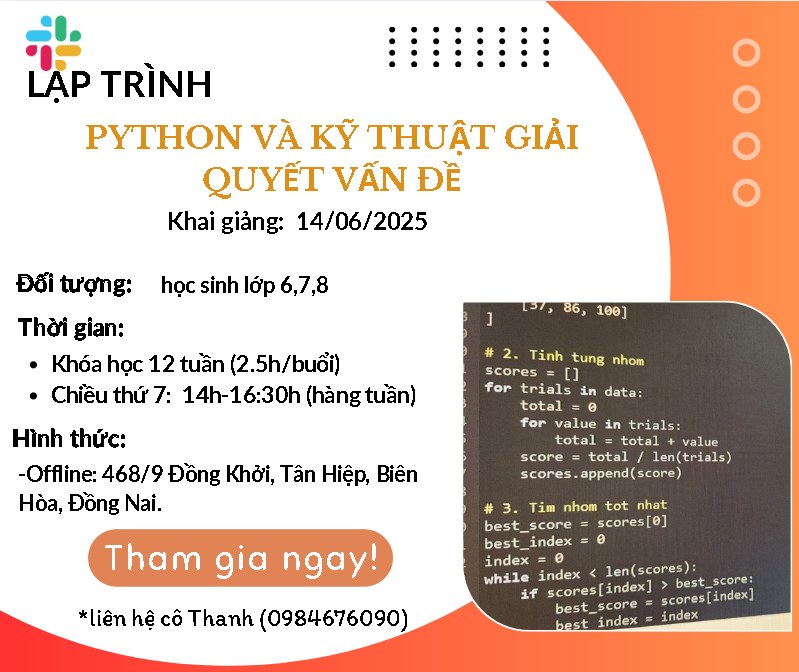 LẬP TRÌNH
PYTHON VÀ KỸ THUẬT GIẢI
QUYẾT VẤN ĐỀ
Khai giảng: 14/06/2025
Đối tượng: học sinh lớp 6,7,8
Thời gian:
• Khóa học 12 tuần (2.5h/buổi)
• Chiều thứ 7: 14h-16:30h (hàng tuần)
Hình thức:
-Offline: 468/9 Đồng Khởi, Tân Hiệp, Biên
Hòa, Đồng Nai.
Tham gia ngay!
*liên hệ cô Thanh (0984676090)
[37, 86, 100]
]
# 2. Tinh tung nhom
scores = []
for trials in data:
total = 0
for value in trials:
total = total + value
score = total / len(trials)
scores.append(score)
# 3. Tim nhom tot nhat
best_score = scores[0]
best_index = 0
index = 0
while index < len(scores):
if scores[index] > best_score:
best_score = scores[index]
best_index = index